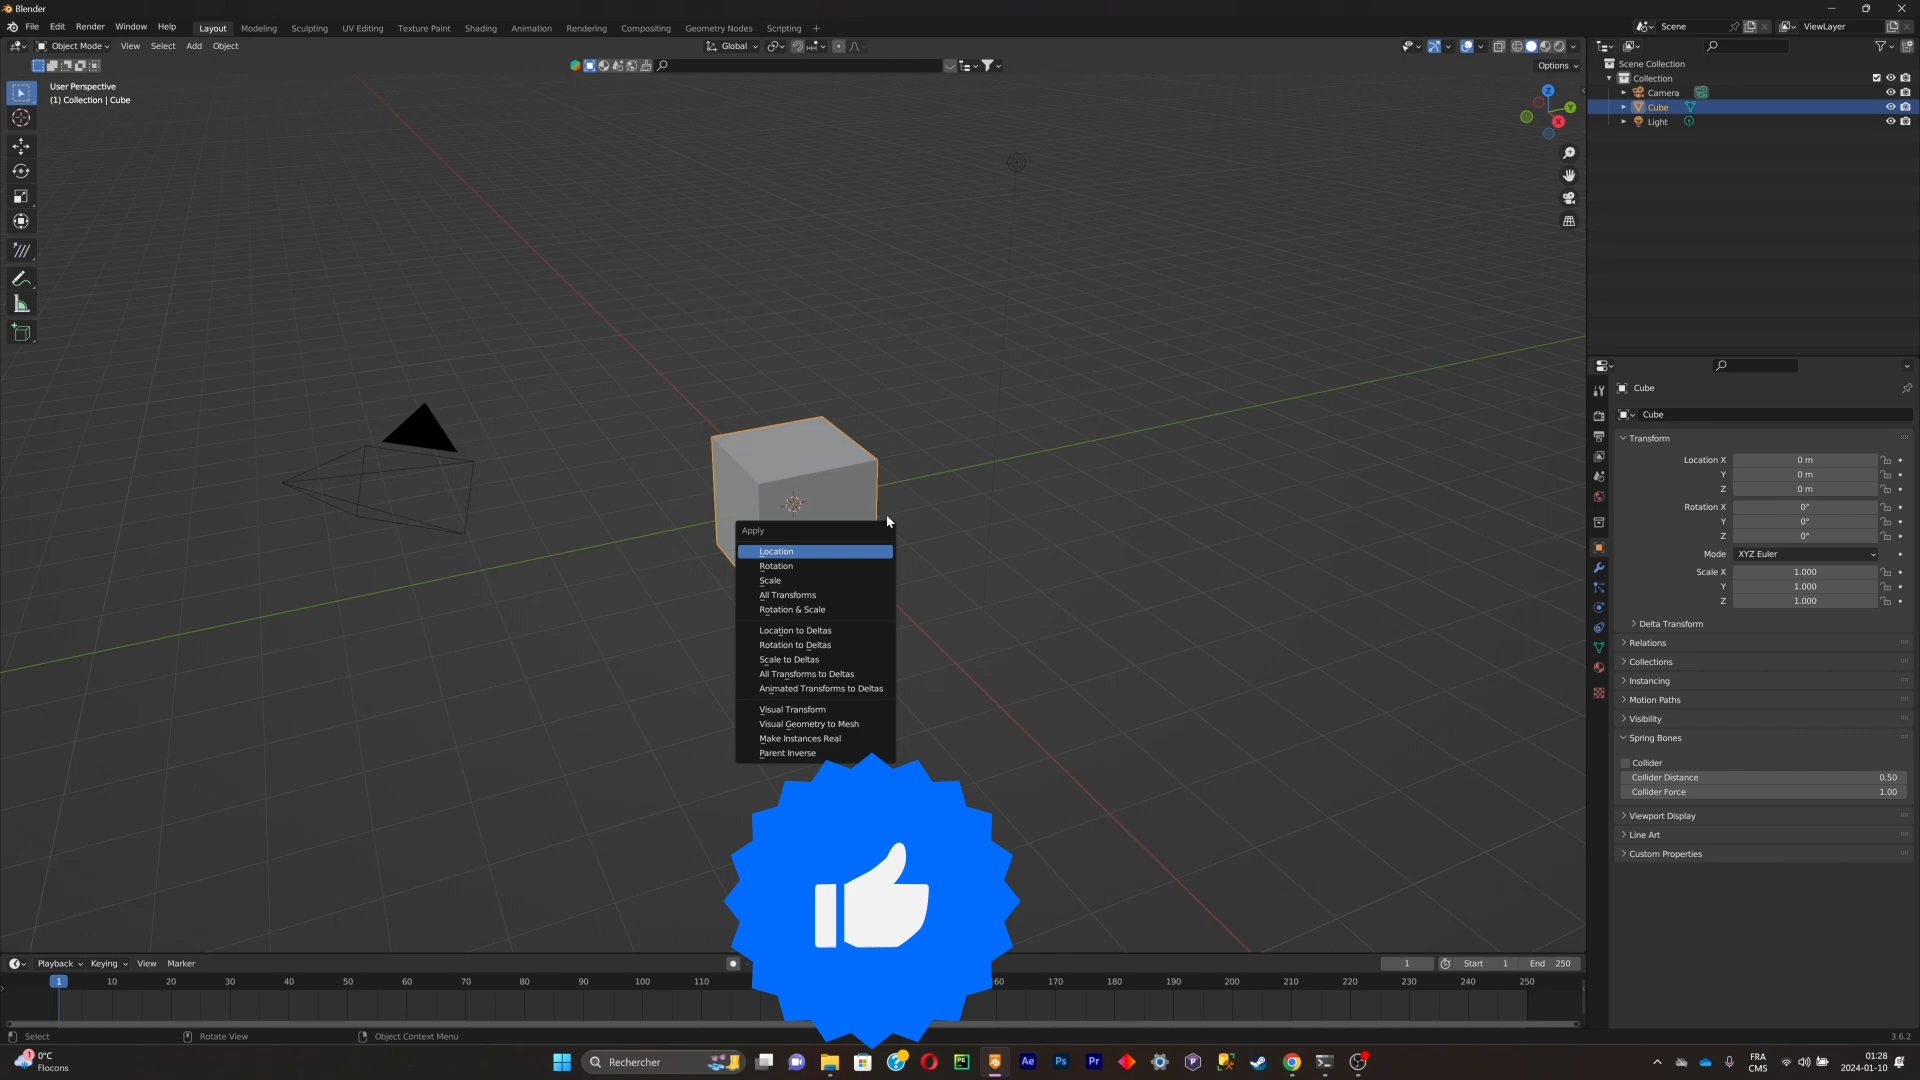 Blender
File Edit Render Window Help Layout Modeling Sculpting UV Editing Texture Paint Shading Animation Rendering Compositing Geometry Nodes Scripting + Scene ViewLayer
Object Mode View Select Add Object Global
Options
User Perspective
(1) Collection | Cube
Z
Y
X
Scene Collection
Collection
Camera
Cube
Light
Cube
Cube
Transform
Location X 0 m
Y 0 m
Z 0 m
Rotation X 0°
Y 0°
Z 0°
Mode XYZ Euler
Scale X 1.000
Y 1.000
Z 1.000
Delta Transform
Relations
Collections
Instancing
Motion Paths
Visibility
Spring Bones
Collider
Collider Distance 0.50
Collider Force 1.00
Viewport Display
Line Art
Custom Properties
Apply
Location
Rotation
Scale
All Transforms
Rotation & Scale
Location to Deltas
Rotation to Deltas
Scale to Deltas
All Transforms to Deltas
Animated Transforms to Deltas
Visual Transform
Visual Geometry to Mesh
Make Instances Real
Parent Inverse
Playback Keying View Marker 1 Start 1 End 250
1 10 20 30 40 50 60 70 80 90 100 110 160 170 180 190 200 210 220 230 240 250
Select Rotate View Object Context Menu 3.6.2
1 0°C
Flocons
Rechercher
PE Ae Ps Pr P
FRA
CMS
01:28
2024-01-10